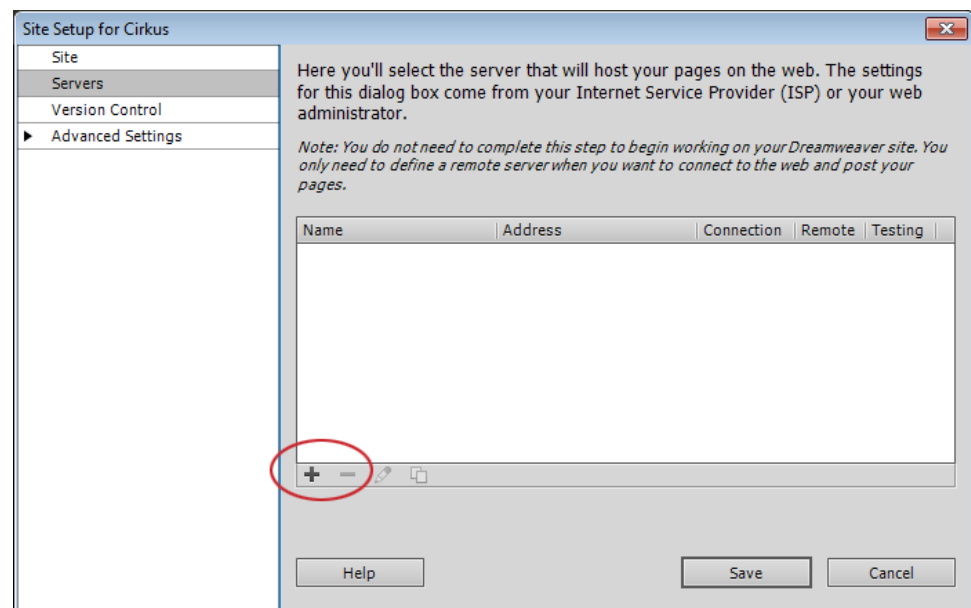 Site Setup for Cirkus
Site
Servers
Version Control
Advanced Settings
Here you'll select the server that will host your pages on the web. The settings
for this dialog box come from your Internet Service Provider (ISP) or your web
administrator.
Note: You do not need to complete this step to begin working on your Dreamweaver site. You
only need to define a remote server when you want to connect to the web and post your
pages.
Name Address Connection Remote Testing
Help Save Cancel